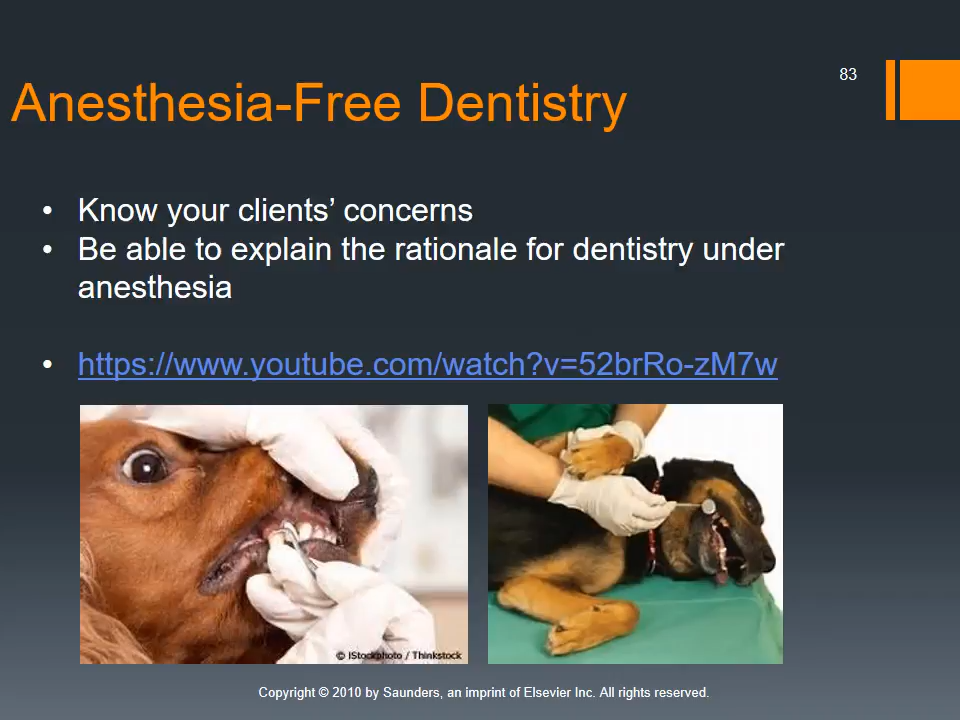 83
Anesthesia-Free Dentistry
• Know your clients’ concerns
• Be able to explain the rationale for dentistry under
anesthesia
• https://www.youtube.com/watch?v=52brRo-zM7w
© iStockphoto / Thinkstock
Copyright © 2010 by Saunders, an imprint of Elsevier Inc. All rights reserved.